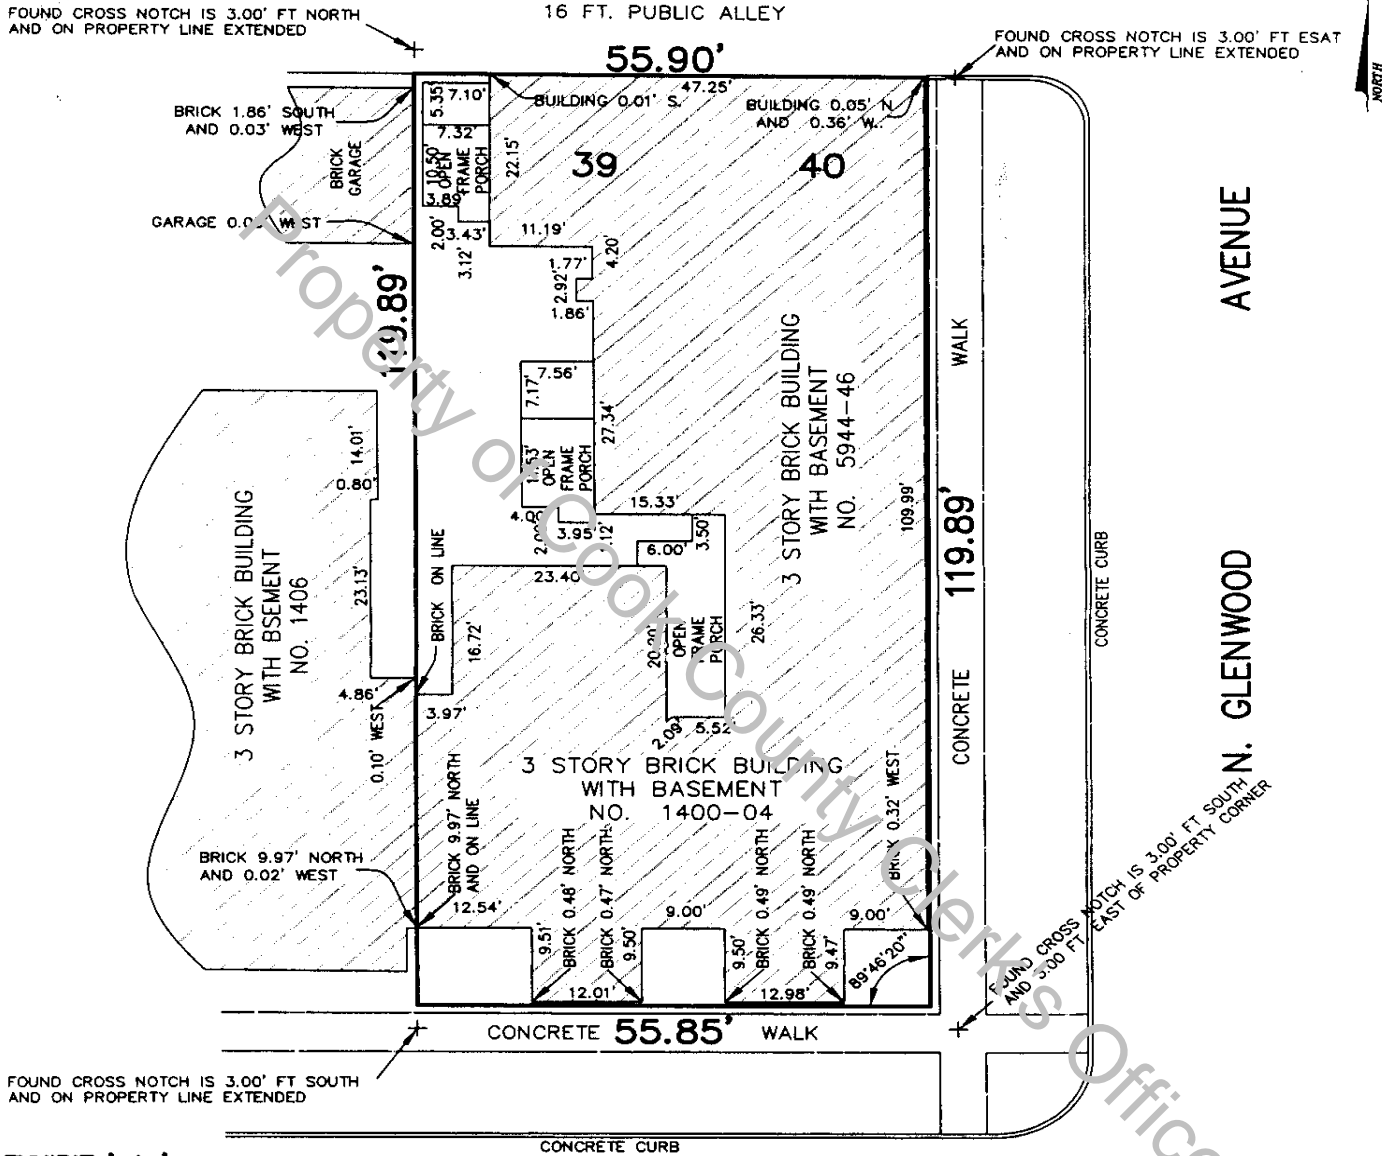 FOUND CROSS NOTCH IS 3.00' FT NORTH
AND ON PROPERTY LINE EXTENDED
16 FT. PUBLIC ALLEY
FOUND CROSS NOTCH IS 3.00' FT ESAT
AND ON PROPERTY LINE EXTENDED
NORTH
55.90'
47.25'
BRICK 1.86' SOUTH
AND 0.03' WEST
5.35'
7.10'
BUILDING 0.01' S.
BUILDING 0.05' N
AND 0.36' W.
7.32'
BRICK
GARAGE
10.50'
OPEN
FRAME
PORCH
22.15'
39
40
3.89'
GARAGE WEST
2.00'
3.43'
3.12'
11.19'
4.20'
1.77'
2.92'
1.86'
119.89'
7.56'
7.17'
27.34'
OPEN
FRAME
PORCH
3 STORY BRICK BUILDING
WITH BASEMENT
NO. 5944-46
WALK
AVENUE
14.01'
0.80'
15.33'
3.95'
3.50'
6.00'
109.99'
119.89'
CONCRETE CURB
3 STORY BRICK BUILDING
WITH BSEMENT
NO. 1406
23.13'
BRICK ON LINE
23.40
16.72'
20.20'
OPEN
FRAME
PORCH
26.33'
N. GLENWOOD
4.86'
3.97'
0.10' WEST
2.09'
5.52'
CONCRETE
3 STORY BRICK BUILDING
WITH BASEMENT
NO. 1400-04
BRICK 9.97' NORTH
AND ON LINE
BRICK 0.32' WEST
BRICK 9.97' NORTH
AND 0.02' WEST
12.54'
BRICK 0.48' NORTH
BRICK 0.47' NORTH
9.00'
BRICK 0.49' NORTH
BRICK 0.49' NORTH
9.00'
9.51'
9.50'
9.50'
9.47'
89°46'20"
12.01'
12.98'
FOUND CROSS NOTCH IS 3.00' FT SOUTH
AND 3.00 FT EAST OF PROPERTY CORNER
CONCRETE 55.85' WALK
FOUND CROSS NOTCH IS 3.00' FT SOUTH
AND ON PROPERTY LINE EXTENDED
CONCRETE CURB
Property of Cook County Clerk's Office